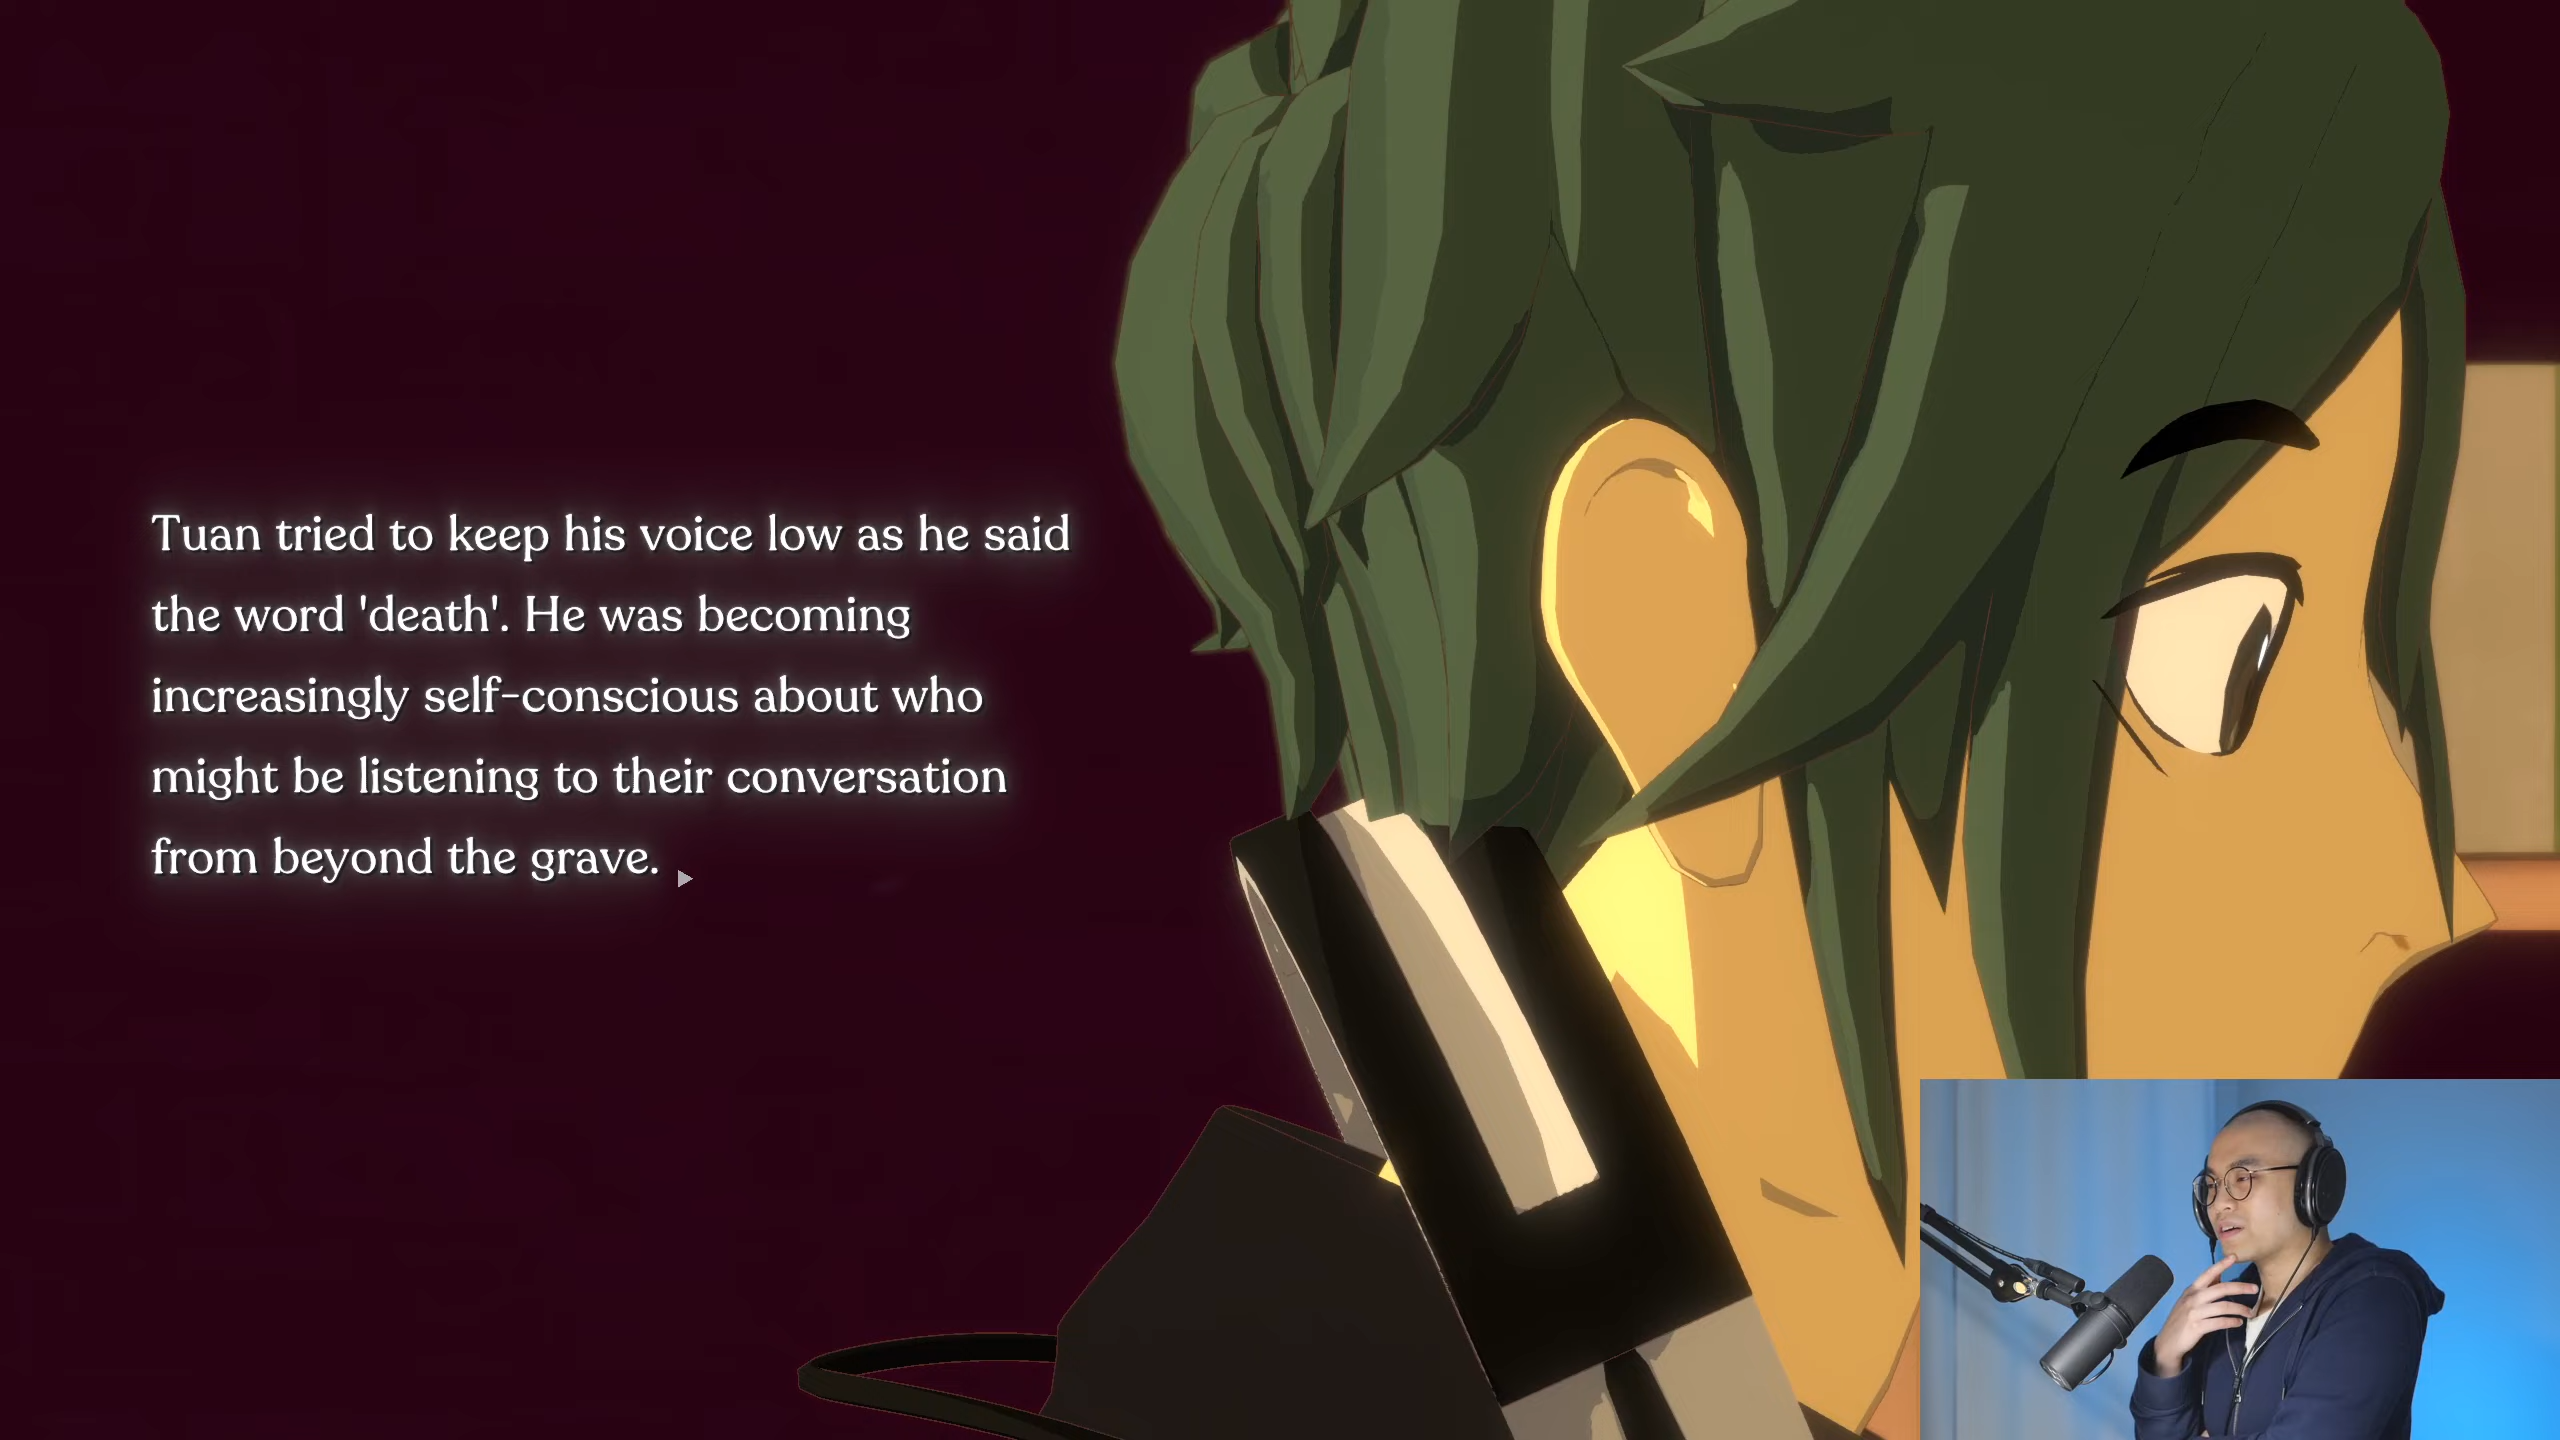 Tuan tried to keep his voice low as he said
the word 'death'. He was becoming
increasingly self-conscious about who
might be listening to their conversation
from beyond the grave.